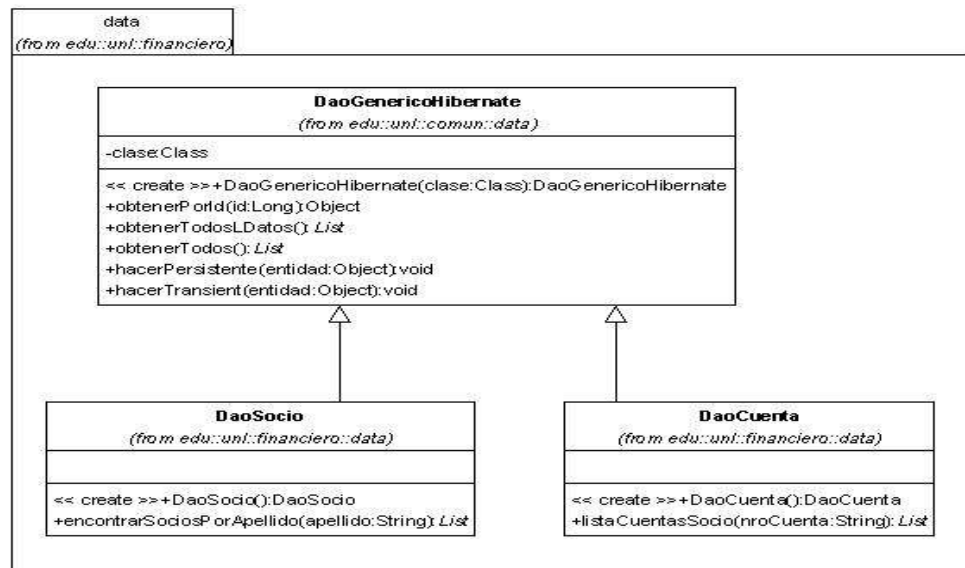 data
(from edu::unl::financiero)
DaoGenericoHibernate
(from edu::unl::comun::data)
-clase:Class
<< create >>+DaoGenericoHibernate(clase:Class):DaoGenericoHibernate
+obtenerPorId(id:Long):Object
+obtenerTodosLDatos(): List
+obtenerTodos(): List
+hacerPersistente(entidad:Object):void
+hacerTransient(entidad:Object):void
DaoSocio
(from edu::unl::financiero::data)
<< create >>+DaoSocio():DaoSocio
+encontrarSociosPorApellido(apellido:String): List
DaoCuenta
(from edu::unl::financiero::data)
<< create >>+DaoCuenta():DaoCuenta
+listaCuentasSocio(nroCuenta:String): List